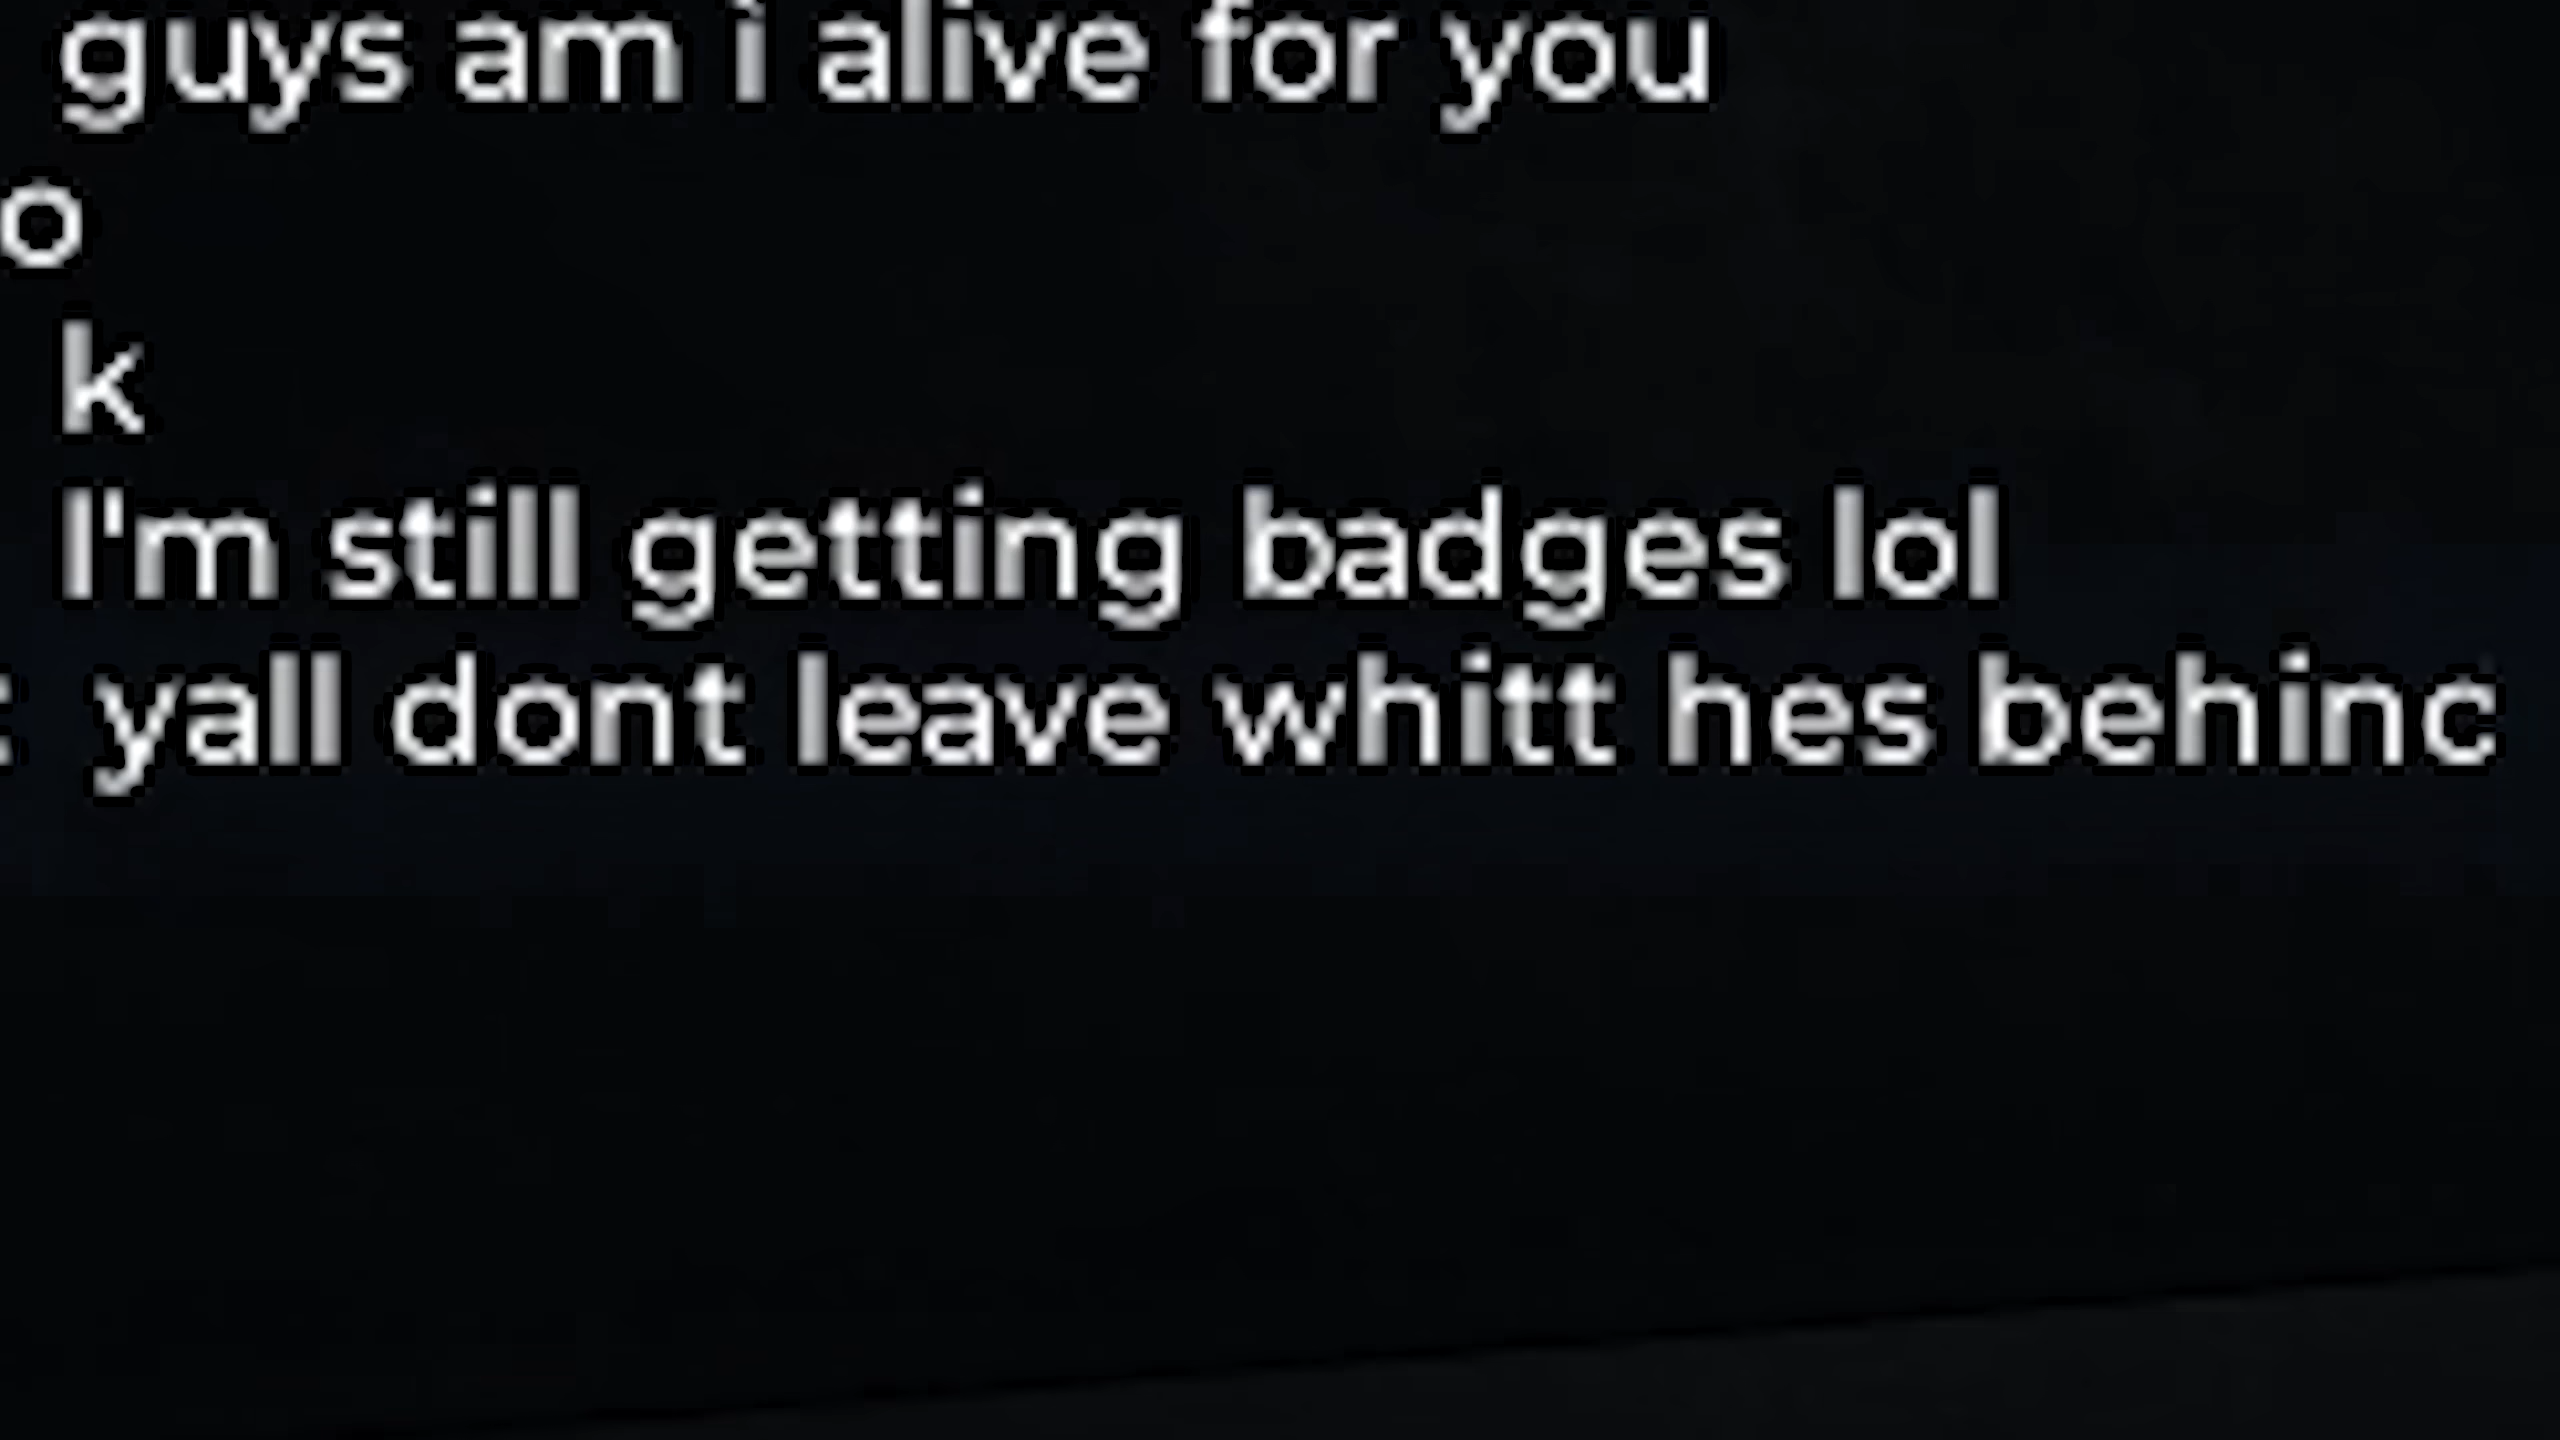 guys am i alive for you
o
k
I'm still getting badges lol
: yall dont leave whitt hes behinc